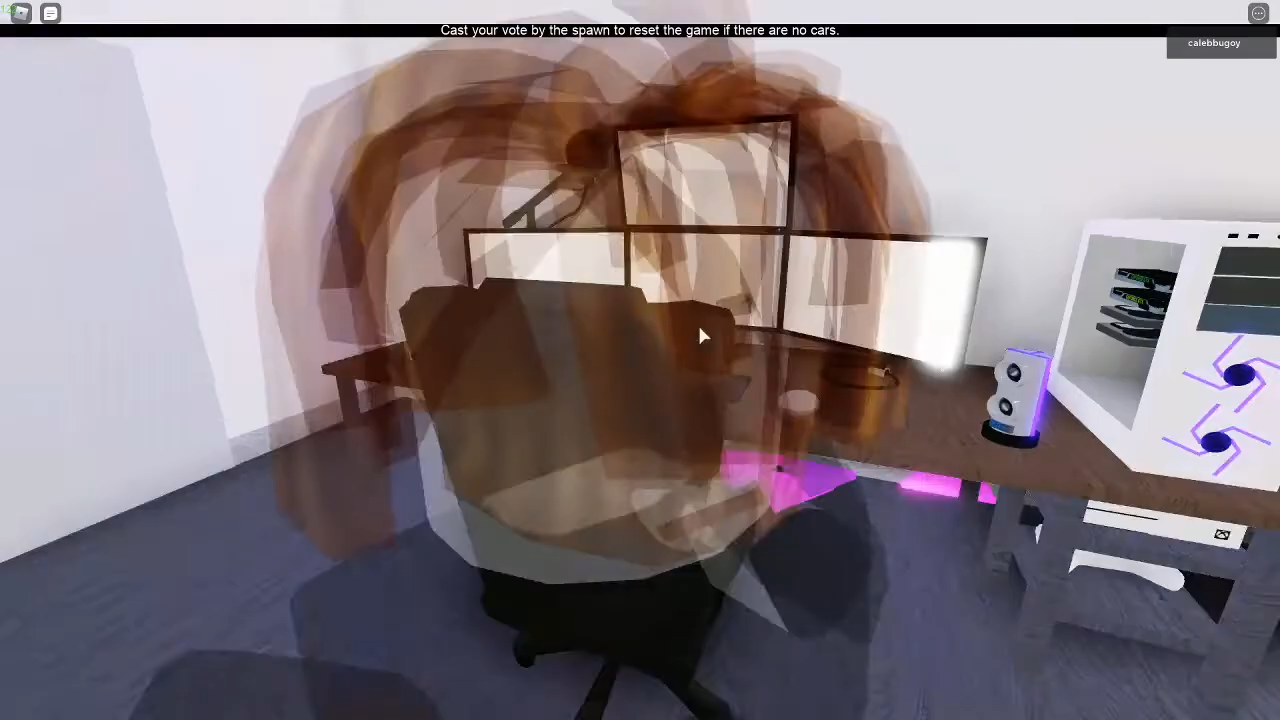 Cast your vote by the spawn to reset the game if there are no cars.
calebbugoy